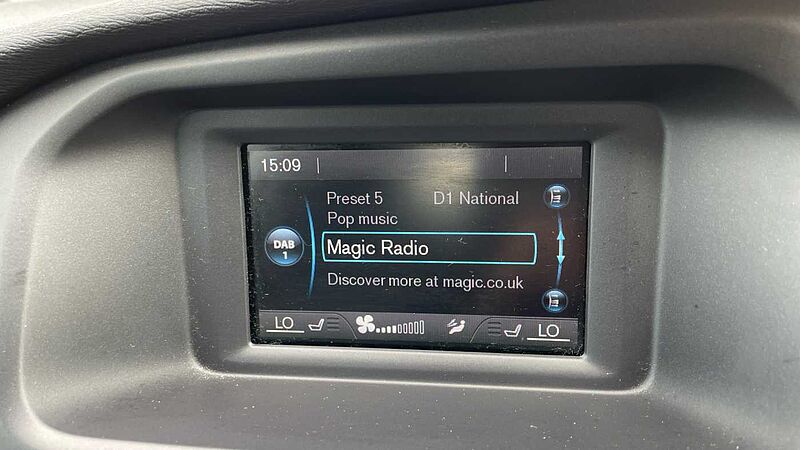 15:09
Preset 5 D1 National
Pop music
DAB
1
Magic Radio
Discover more at magic.co.uk
LO LO